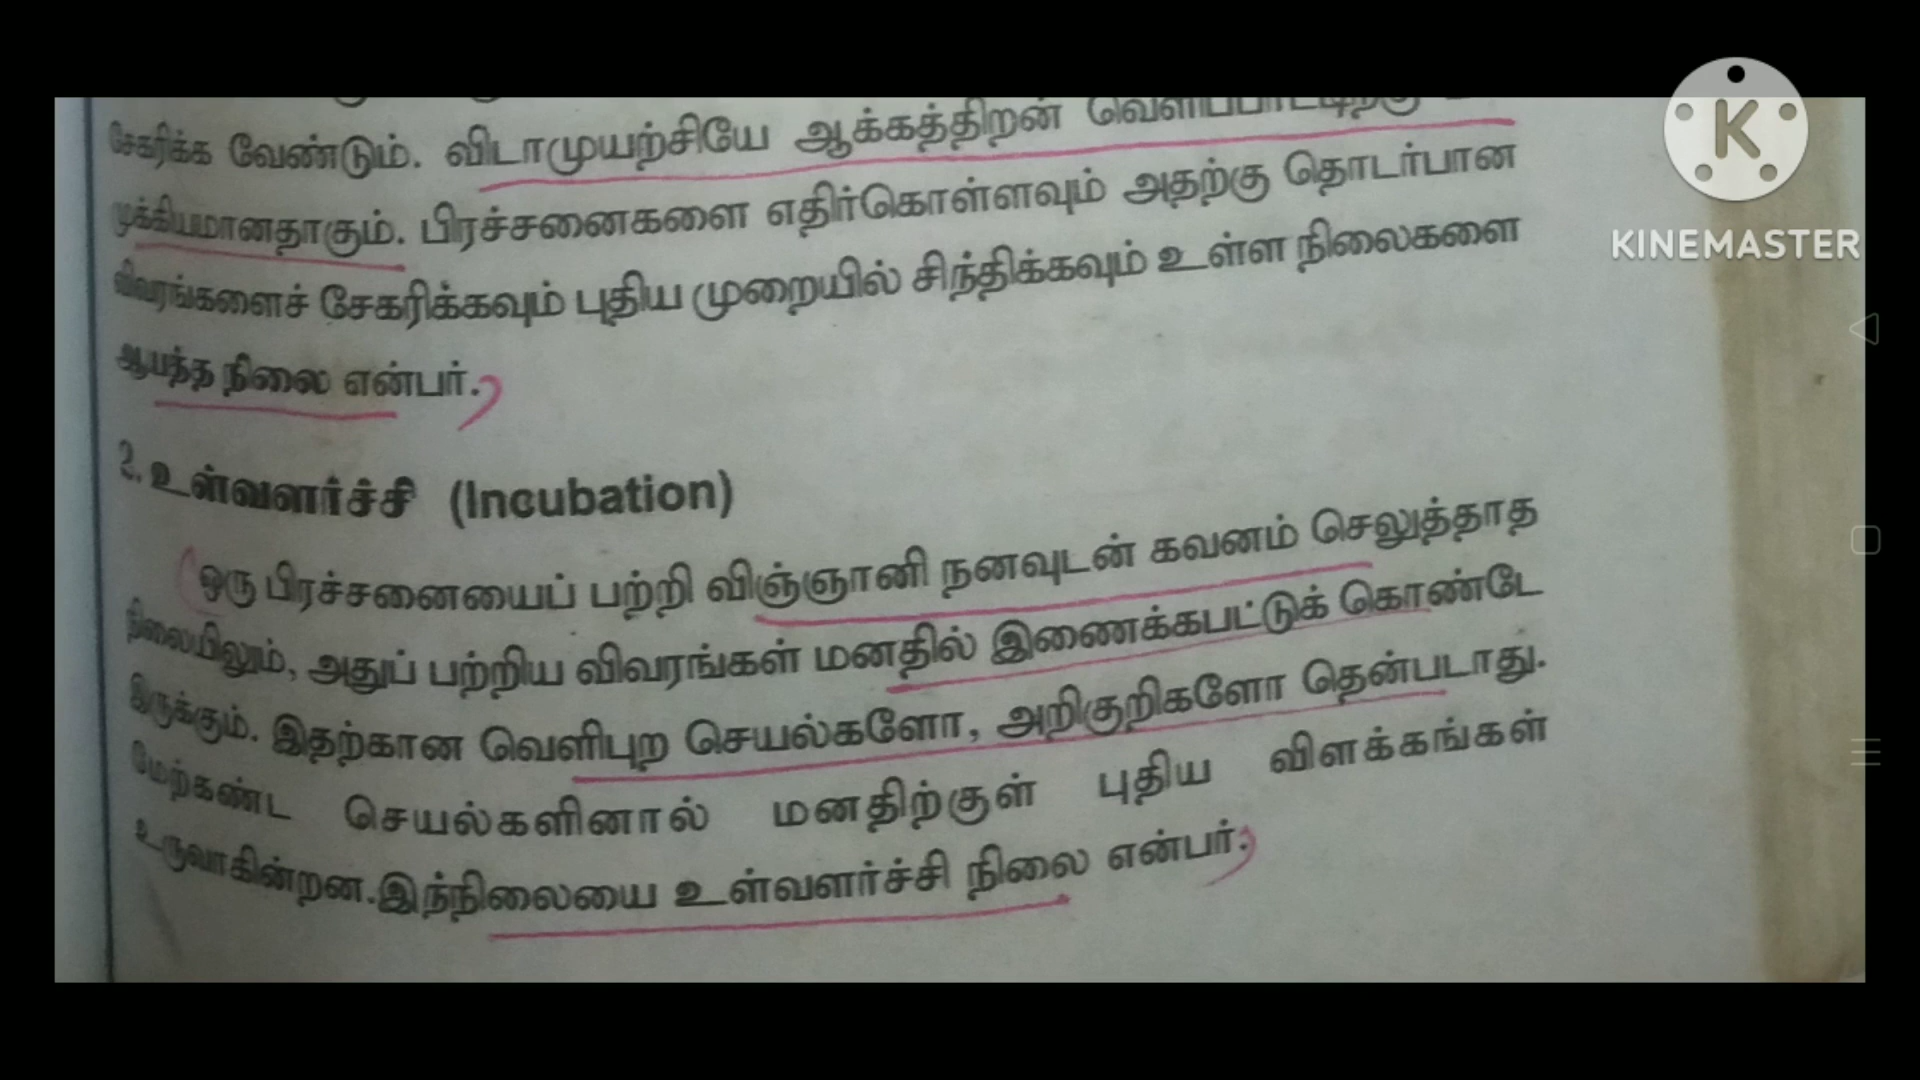 சேகரிக்க வேண்டும். விடாமுயற்சியே ஆக்கத்திறன் வெளிப்பாட்டிற்கு
முக்கியமானதாகும். பிரச்சனைகளை எதிர்கொள்ளவும் அதற்கு தொடர்பான
விவரங்களைச் சேகரிக்கவும் புதிய முறையில் சிந்திக்கவும் உள்ள நிலைகளை
ஆயத்த நிலை என்பர்.
2. உள்வளர்ச்சி (Incubation)
ஒரு பிரச்சனையைப் பற்றி விஞ்ஞானி நனவுடன் கவனம் செலுத்தாத
நிலையிலும், அதுப் பற்றிய விவரங்கள் மனதில் இணைக்கபட்டுக் கொண்டே
இருக்கும். இதற்கான வெளிபுற செயல்களோ, அறிகுறிகளோ தென்படாது.
மேற்கண்ட செயல்களினால் மனதிற்குள் புதிய விளக்கங்கள்
உருவாகின்றன.இந்நிலையை உள்வளர்ச்சி நிலை என்பர்.
K
KINEMASTER